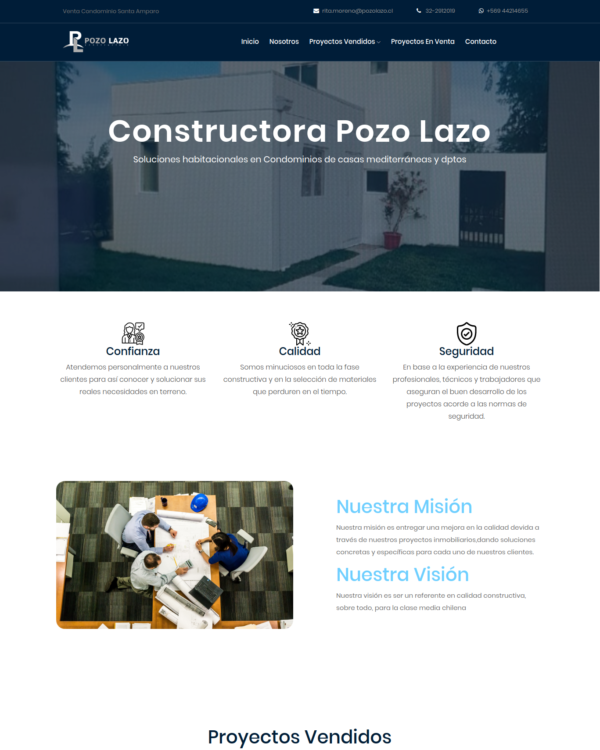 Venta Condominio Santa Amparo
rifo.moreno@pozolazo.cl
32-2912019
+569 44214655
POZO LAZO
Inicio Nosotros Proyectos Vendidos Proyectos En Venta Contacto
Constructora Pozo Lazo
Soluciones habitacionales en Condominios de casas mediterráneas y dptos
Confianza
Atendemos personalmente a nuestros
clientes para así conocer y solucionar sus
reales necesidades en terreno.
Calidad
Somos minuciosos en toda la fase
constructiva y en la selección de materiales
que perduren en el tiempo.
Seguridad
En base a la experiencia de nuestros
profesionales, técnicos y trabajadores que
aseguran el buen desarrollo de los
proyectos acorde a las normas de
seguridad.
Nuestra Misión
Nuestra misión es entregar una mejora en la calidad devida a
través de nuestros proyectos inmobiliarios,dando soluciones
concretas y específicas para cada uno de nuestros clientes.
Nuestra Visión
Nuestra visión es ser un referente en calidad constructiva,
sobre todo, para la clase media chilena
Proyectos Vendidos